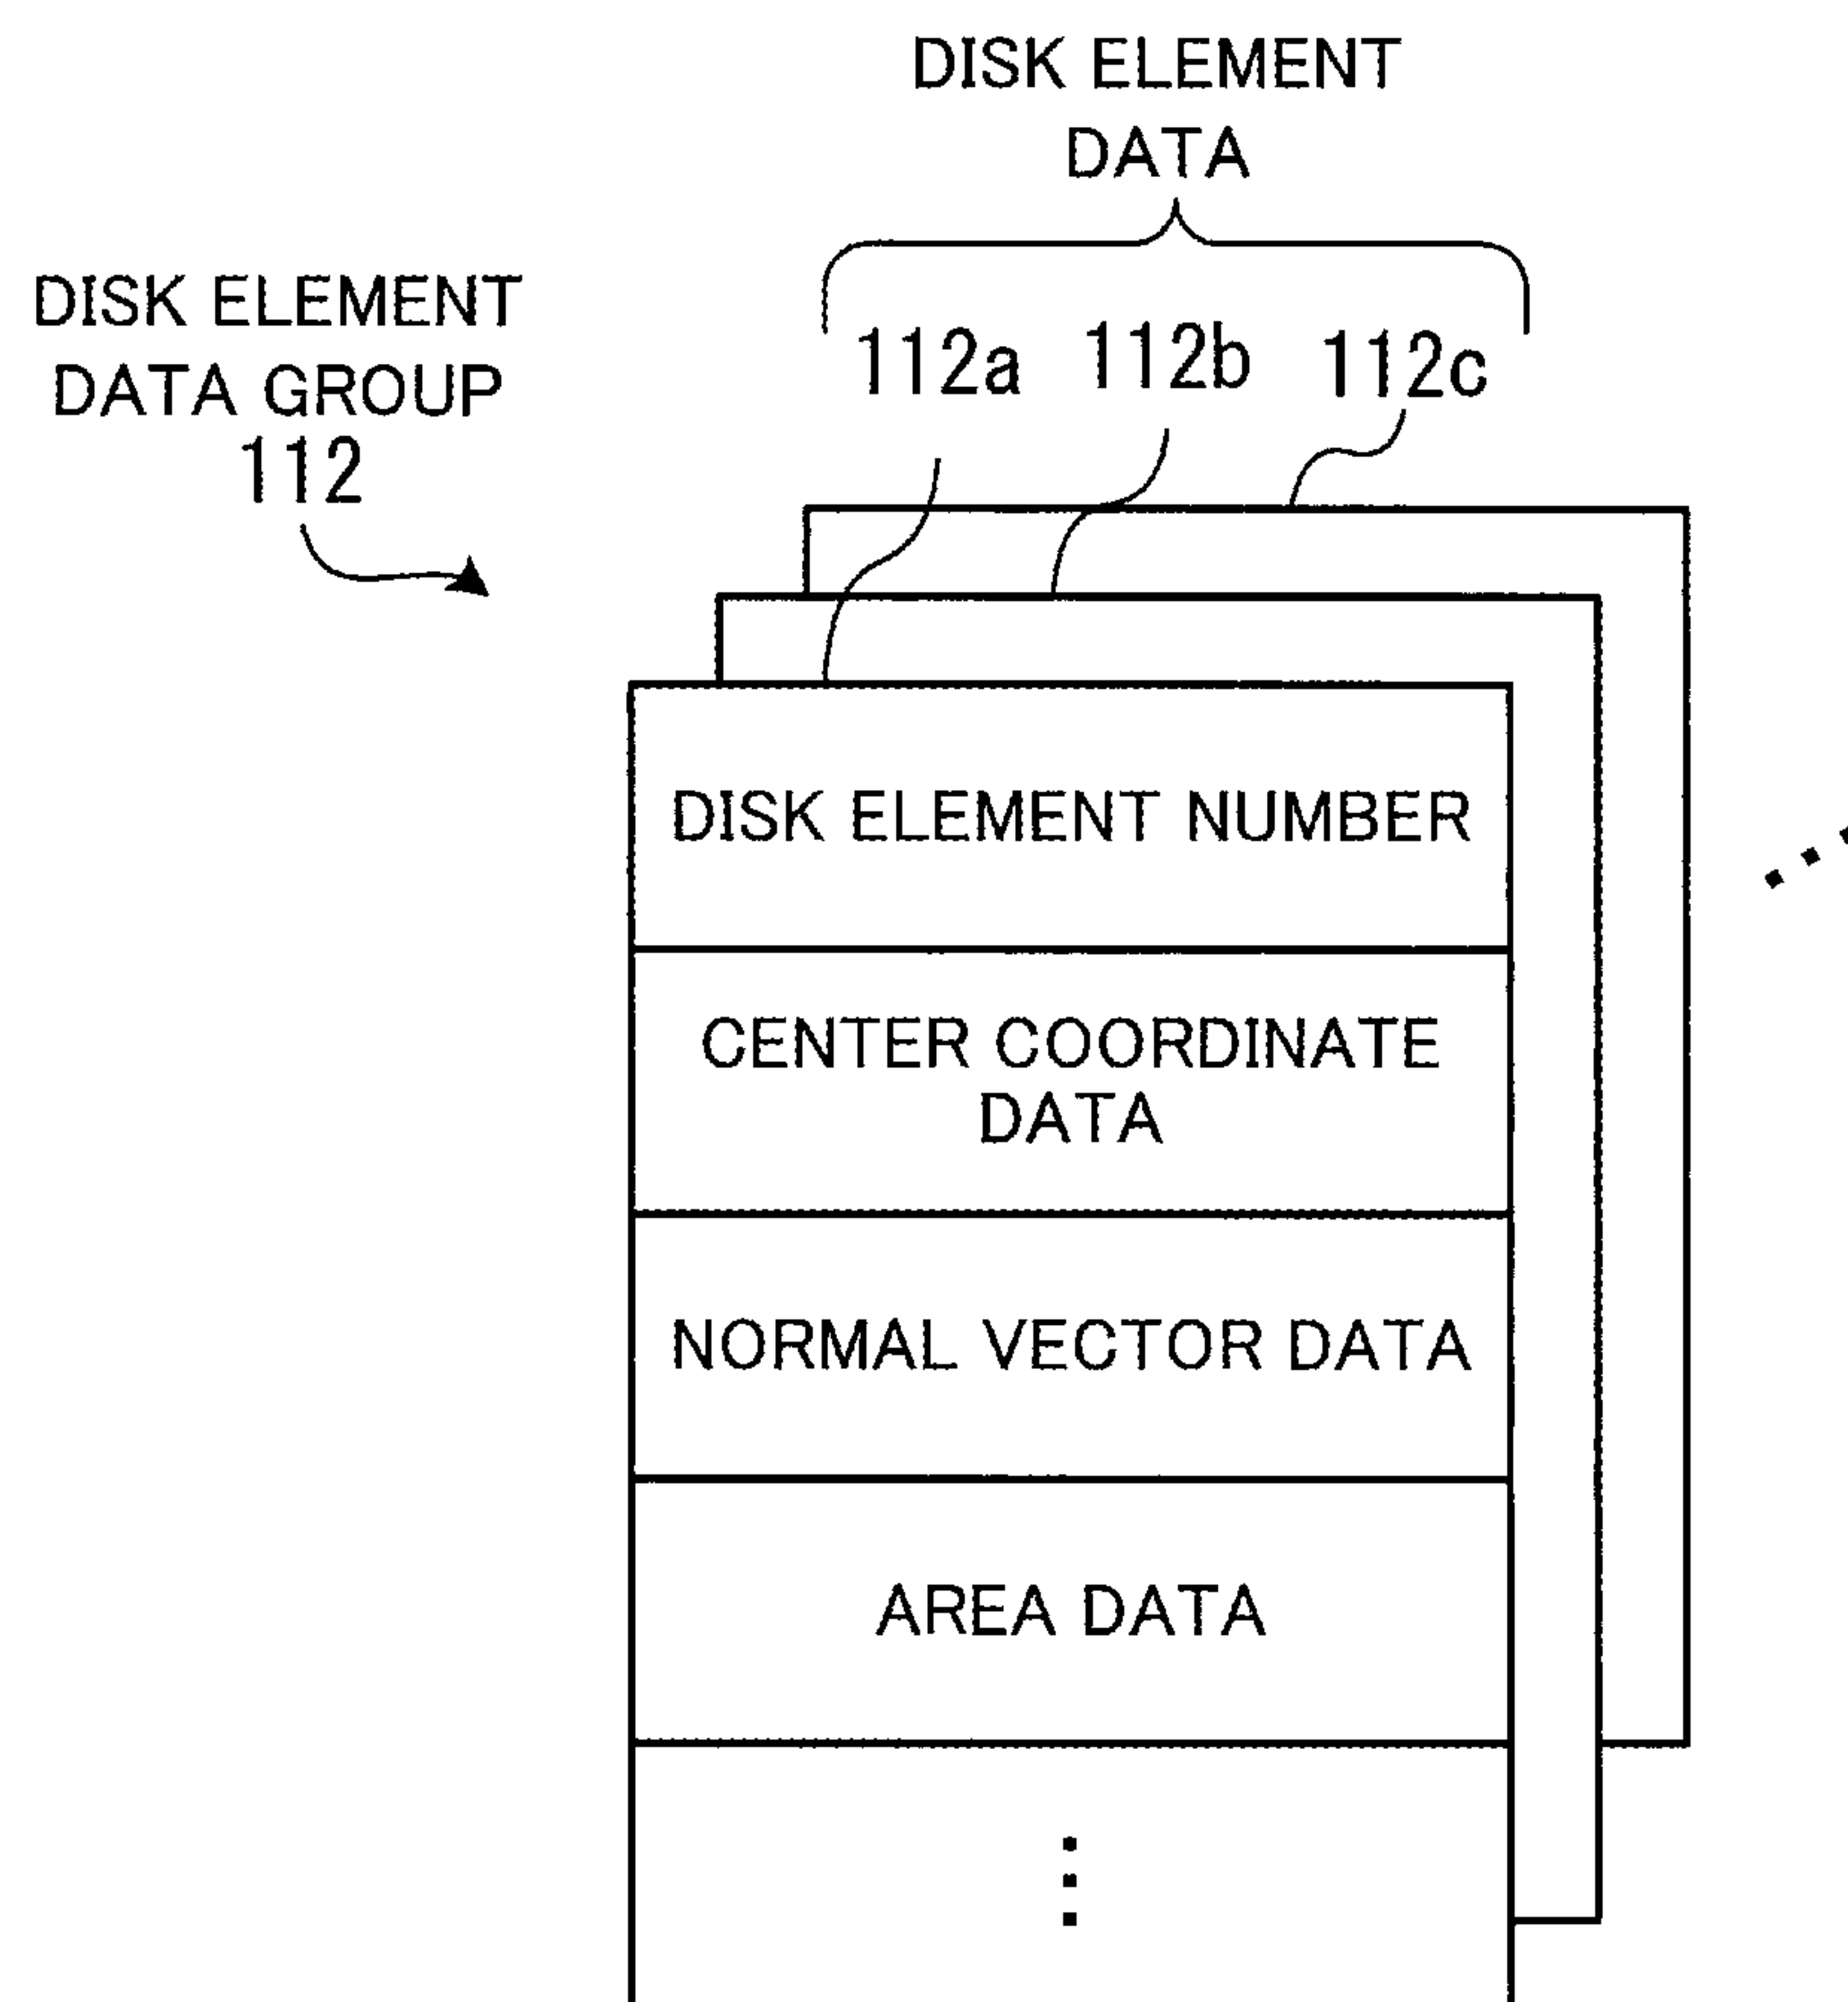 DISK ELEMENT
DATA
DISK ELEMENT
DATA GROUP
112
112a 112b 112c
DISK ELEMENT NUMBER
CENTER COORDINATE
DATA
NORMAL VECTOR DATA
AREA DATA